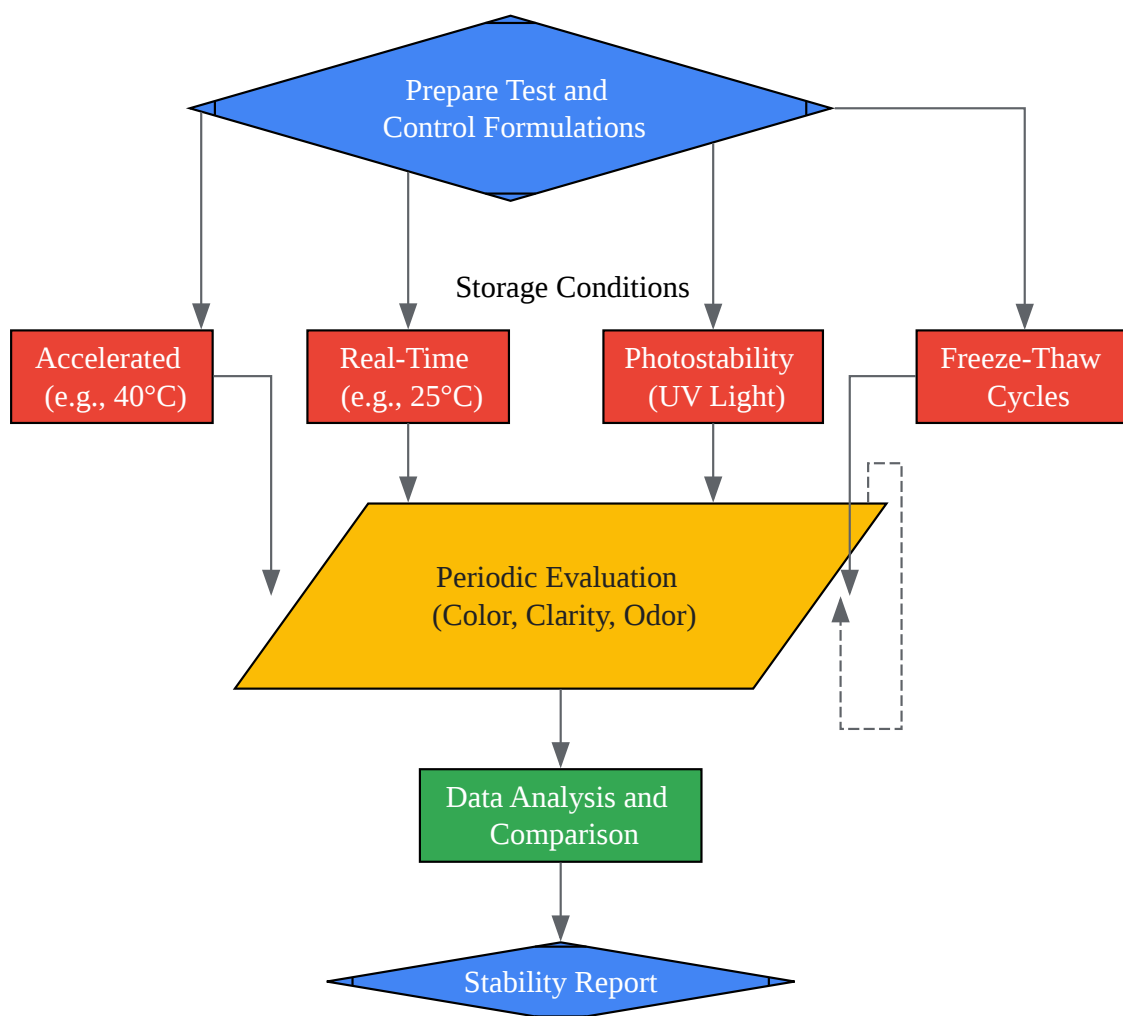 Prepare Test and
Control Formulations
Storage Conditions
Accelerated
(e.g., 40°C)
Real-Time
(e.g., 25°C)
Photostability
(UV Light)
Freeze-Thaw
Cycles
Periodic Evaluation
(Color, Clarity, Odor)
Data Analysis and
Comparison
Stability Report